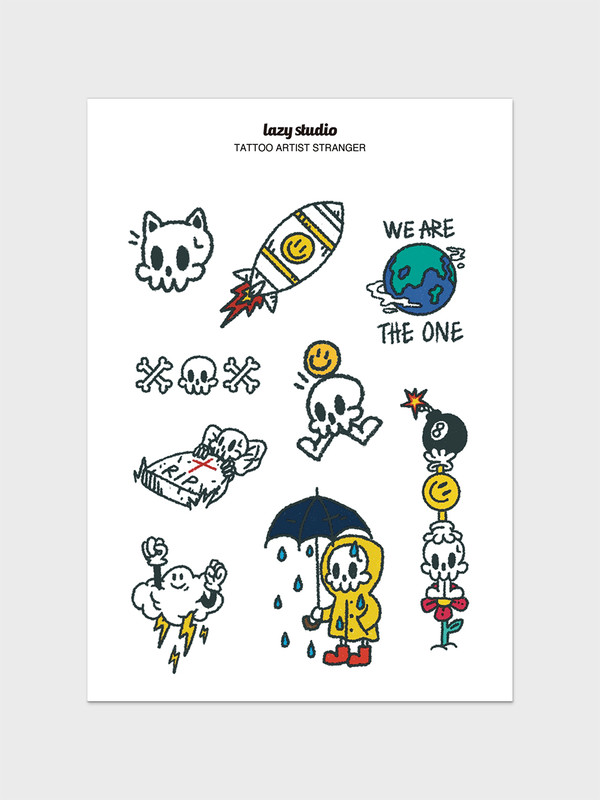 lazy studio
TATTOO ARTIST STRANGER
WE ARE
THE ONE
RIP
8